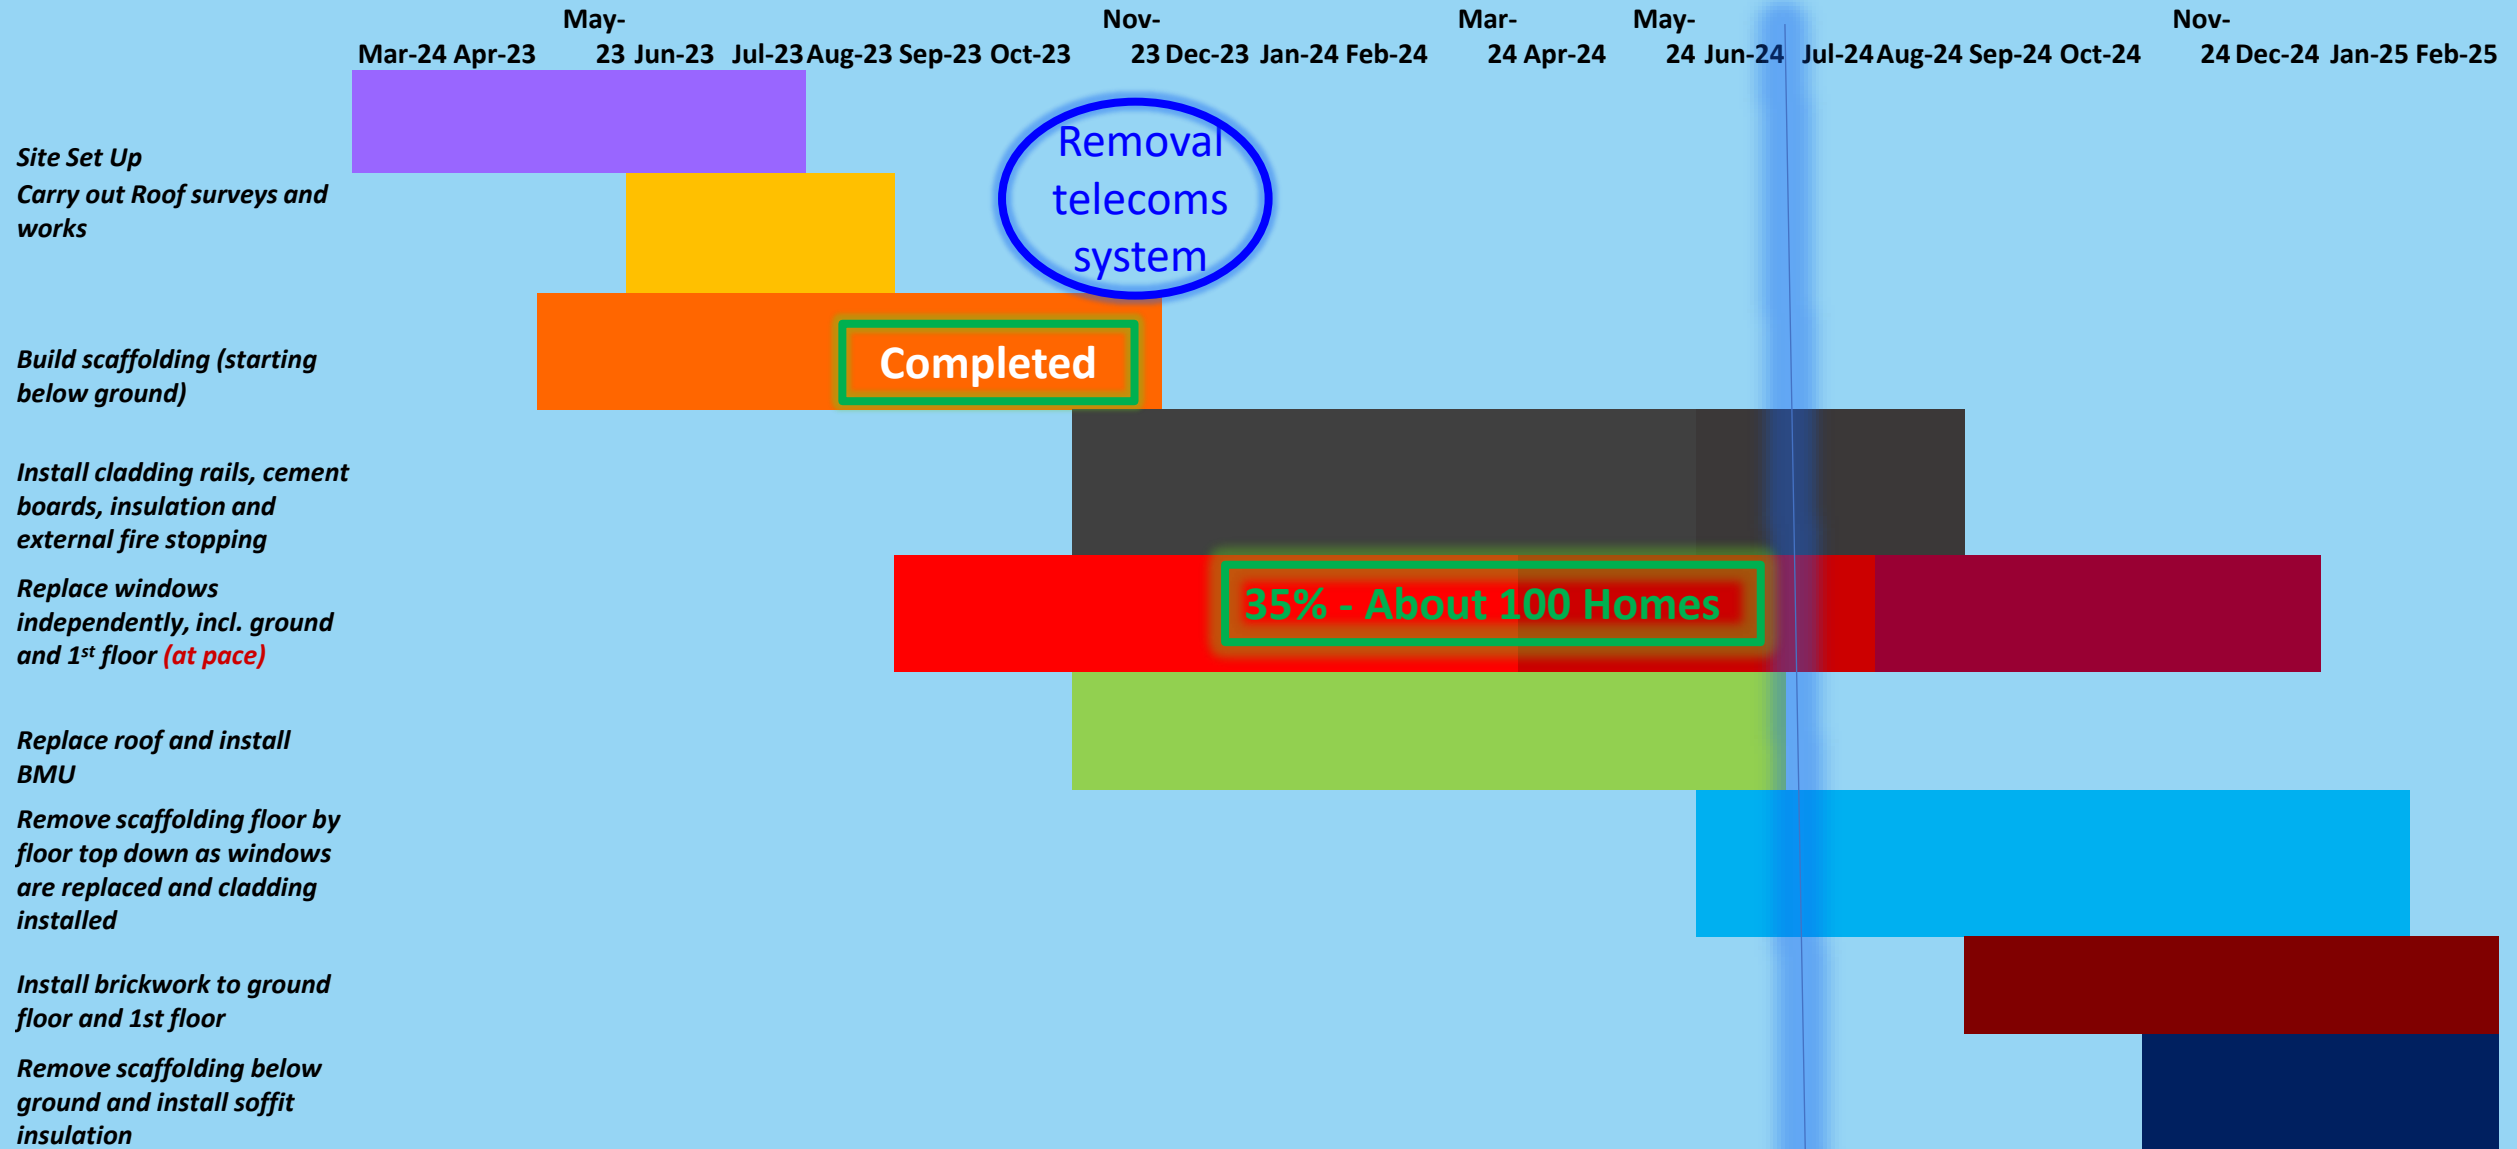 May- Nov- Mar- May- Nov-
Mar-24 Apr-23 23 Jun-23 Jul-23 Aug-23 Sep-23 Oct-23 23 Dec-23 Jan-24 Feb-24 24 Apr-24 24 Jun-24 Jul-24 Aug-24 Sep-24 Oct-24 24 Dec-24 Jan-25 Feb-25
Removal
telecoms
system
Site Set Up
Carry out Roof surveys and
works
Build scaffolding (starting
below ground)
Completed
Install cladding rails, cement
boards, insulation and
external fire stopping
Replace windows
independently, incl. ground
and 1st floor (at pace)
35% - About 100 Homes
Replace roof and install
BMU
Remove scaffolding floor by
floor top down as windows
are replaced and cladding
installed
Install brickwork to ground
floor and 1st floor
Remove scaffolding below
ground and install soffit
insulation